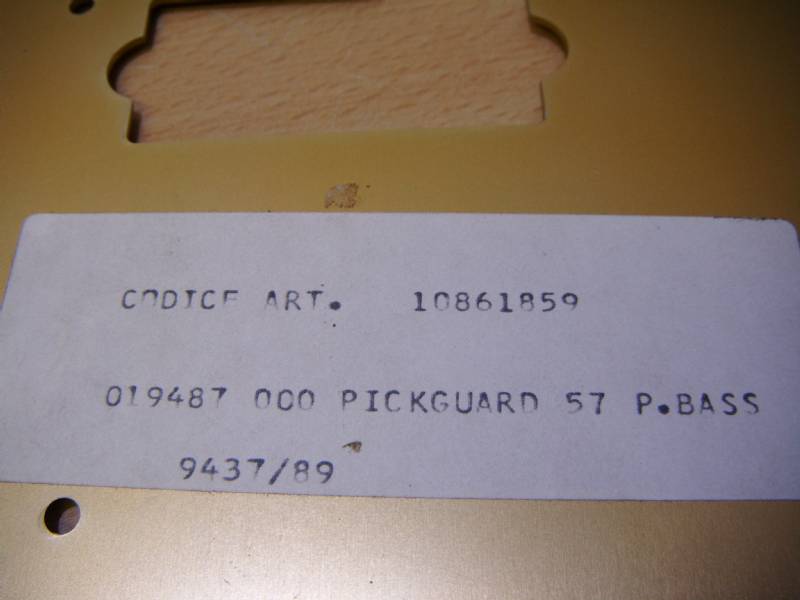 CODICE ART. 10861859
019487 000 PICKGUARD 57 P.BASS
9437/89